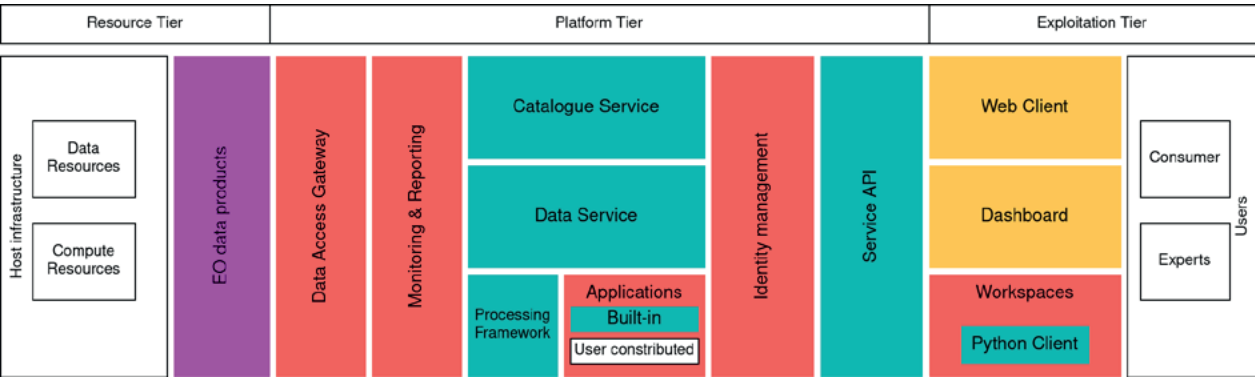 Resource Tier
Platform Tier
Exploitation Tier
Host infrastructure
Data
Resources
Compute
Resources
EO data products
Data Access Gateway
Monitoring & Reporting
Catalogue Service
Data Service
Processing
Framework
Applications
Built-in
User constributed
Identity management
Service API
Web Client
Dashboard
Workspaces
Python Client
Consumer
Experts
Users